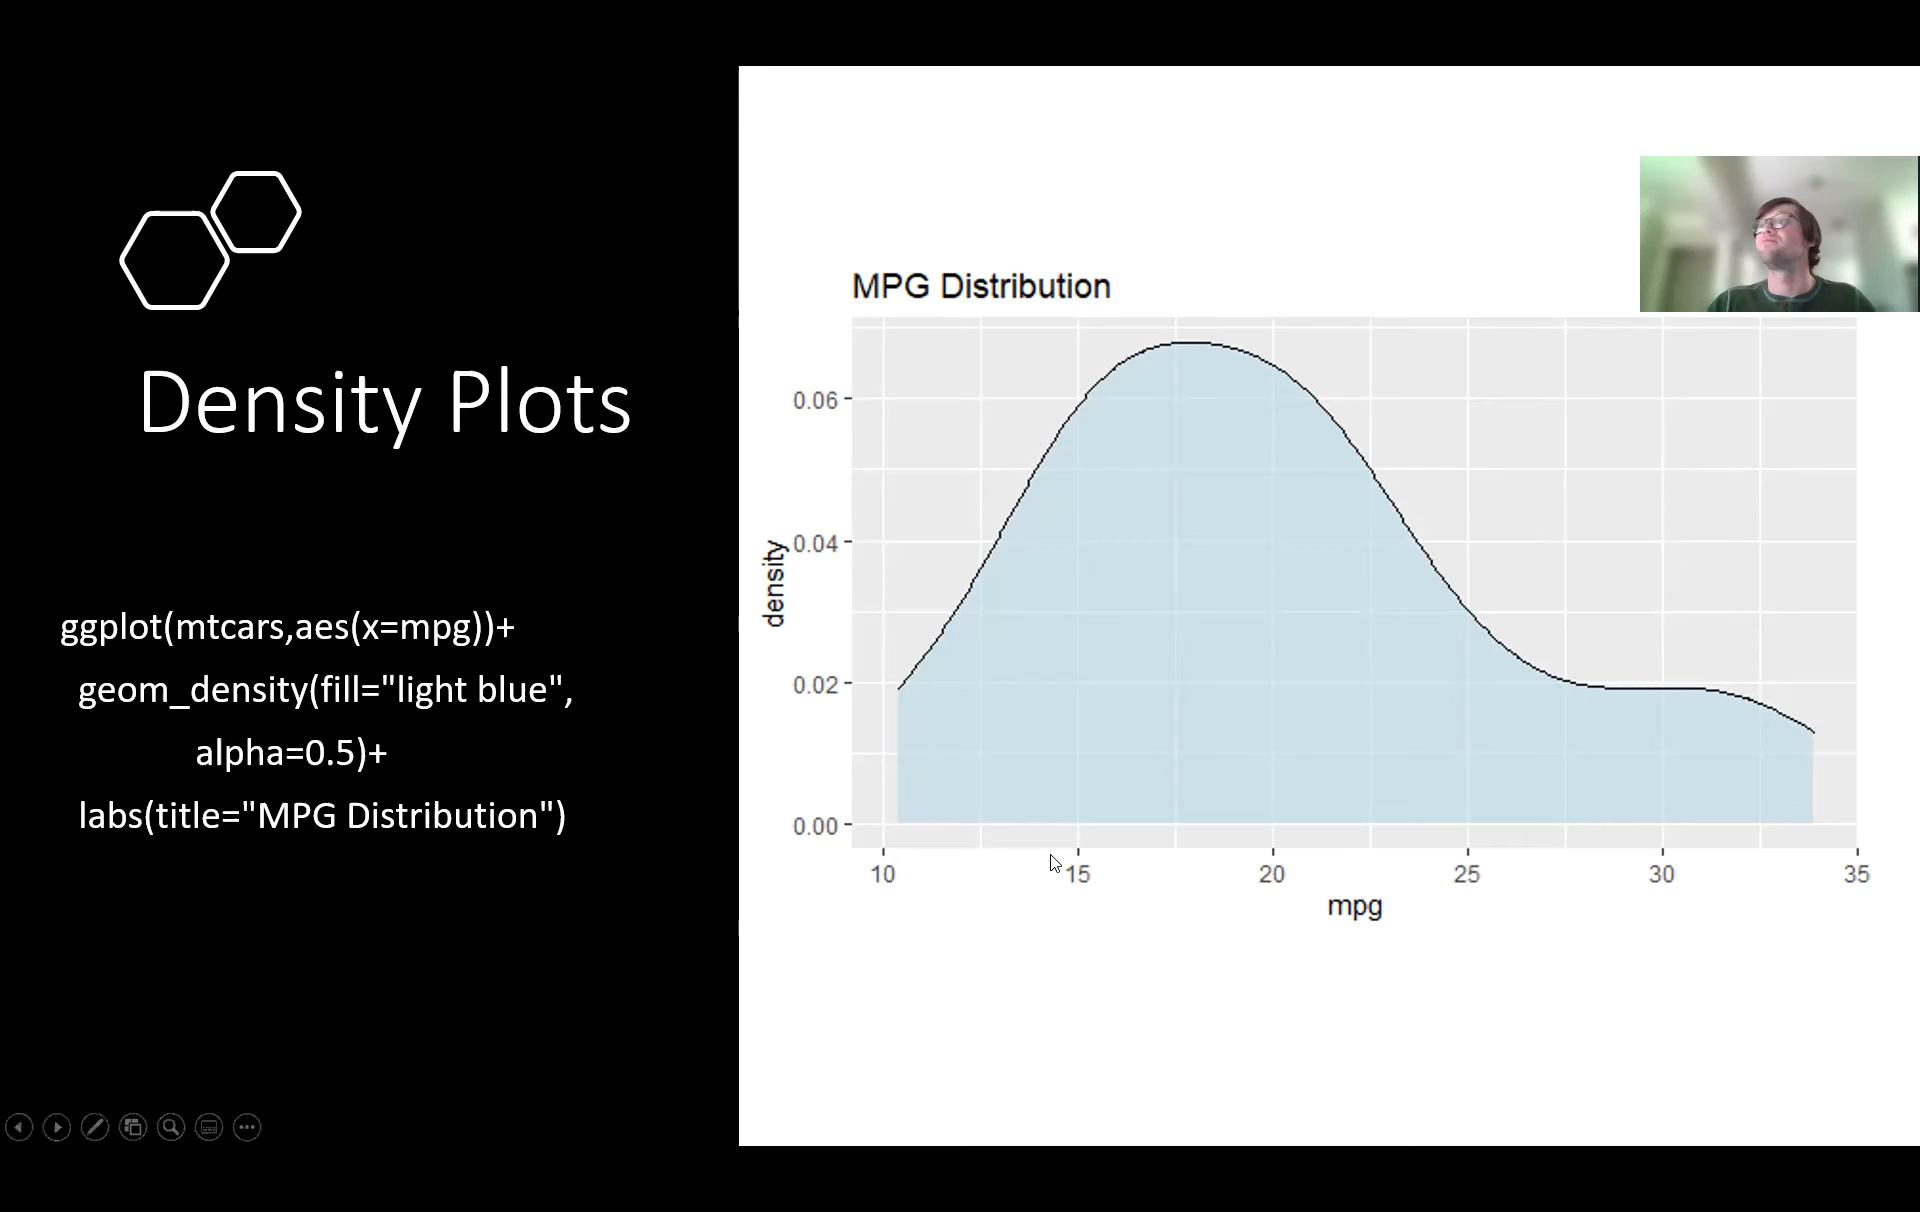 Density Plots
ggplot(mtcars,aes(x=mpg))+
geom_density(fill="light blue",
alpha=0.5)+
labs(title="MPG Distribution")
MPG Distribution
density
0.06
0.04
0.02
0.00
10 15 20 25 30 35
mpg